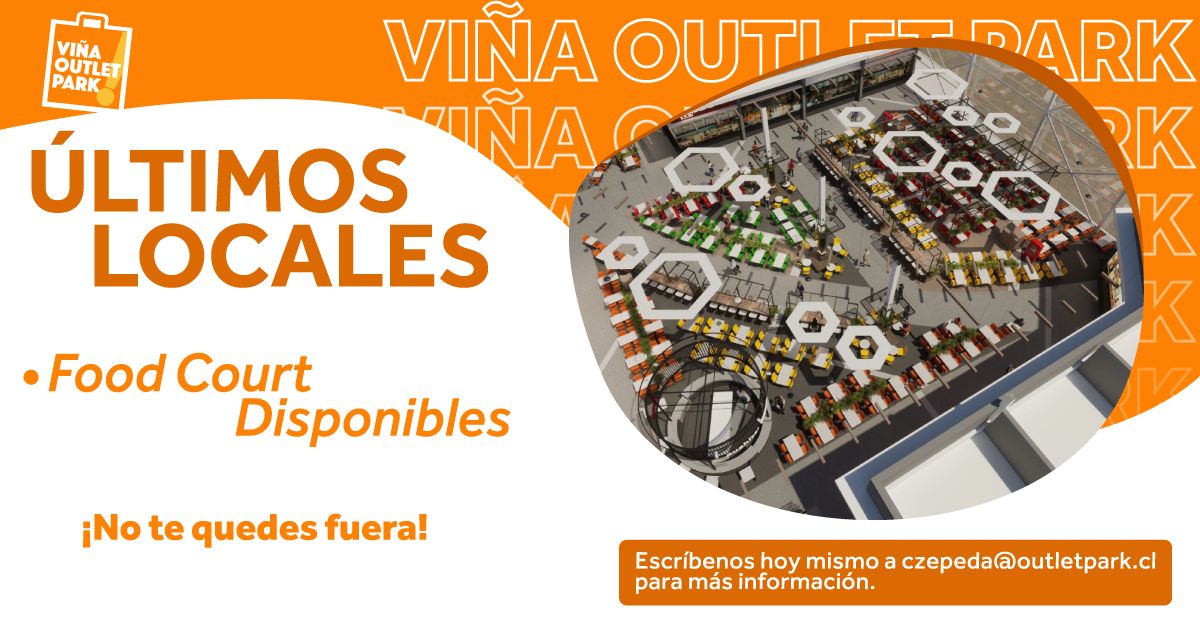 VIÑA
OUTLET
PARK
VIÑA OUTLET PARK
ÚLTIMOS
LOCALES
• Food Court
Disponibles
¡No te quedes fuera!
Escríbenos hoy mismo a czepeda@outletpark.cl
para más información.